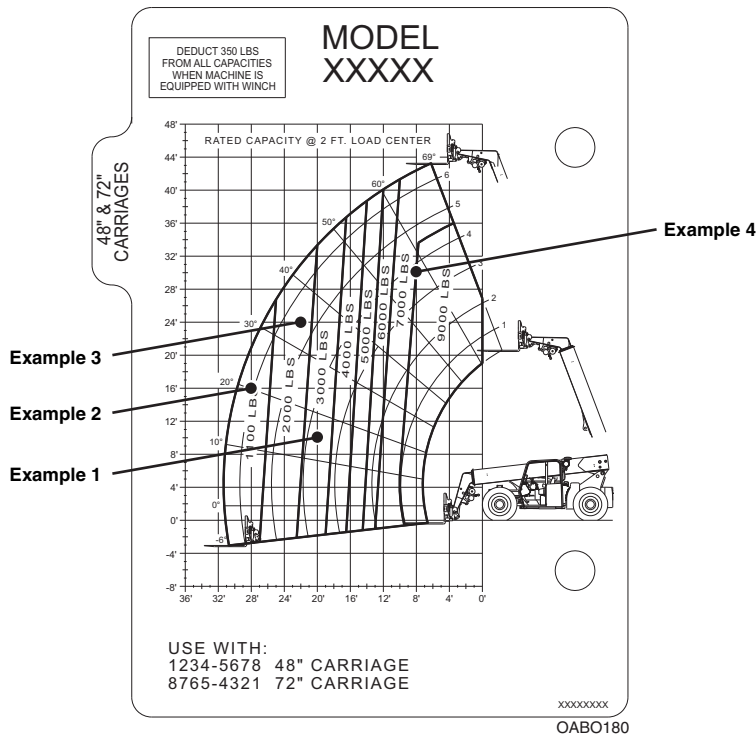 DEDUCT 350 LBS
FROM ALL CAPACITIES
WHEN MACHINE IS
EQUIPPED WITH WINCH
MODEL
XXXXX
48" & 72"
CARRIAGES
RATED CAPACITY @ 2 FT. LOAD CENTER
48'
44'
40'
36'
32'
28'
24'
20'
16'
12'
8'
4'
0'
-4'
-8'
36'
32'
28'
24'
20'
16'
12'
8'
4'
0'
69°
60°
50°
40°
30°
20°
10°
0°
-6°
6
5
4
3
2
1
1100 LBS
2000 LBS
3000 LBS
4000 LBS
5000 LBS
6000 LBS
7000 LBS
9000 LBS
Example 4
Example 3
Example 2
Example 1
USE WITH:
1234-5678 48" CARRIAGE
8765-4321 72" CARRIAGE
XXXXXXXX
OABO180